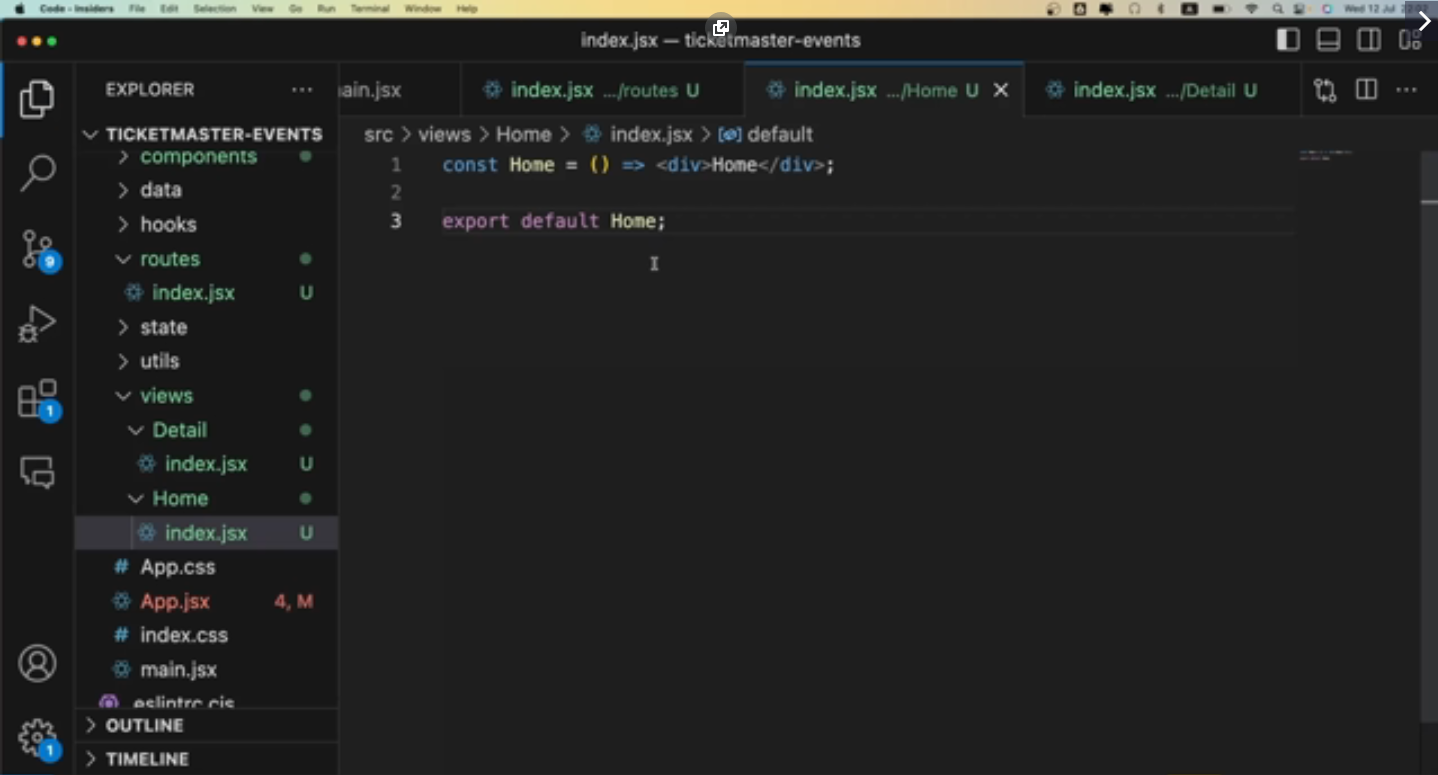 Code - Insiders File Edit Selection View Go Run Terminal Window Help Wed 12 Jul
index.jsx — ticketmaster-events
EXPLORER ···
TICKETMASTER-EVENTS
components
data
hooks
routes
index.jsx U
state
utils
views
Detail
index.jsx U
Home
index.jsx U
# App.css
App.jsx 4, M
# index.css
main.jsx
.eslintrc.cjs
OUTLINE
TIMELINE
9
1
1
ain.jsx index.jsx .../routes U index.jsx .../Home U index.jsx .../Detail U
src > views > Home > index.jsx > default
1 const Home = () => <div>Home</div>;
2
3 export default Home;